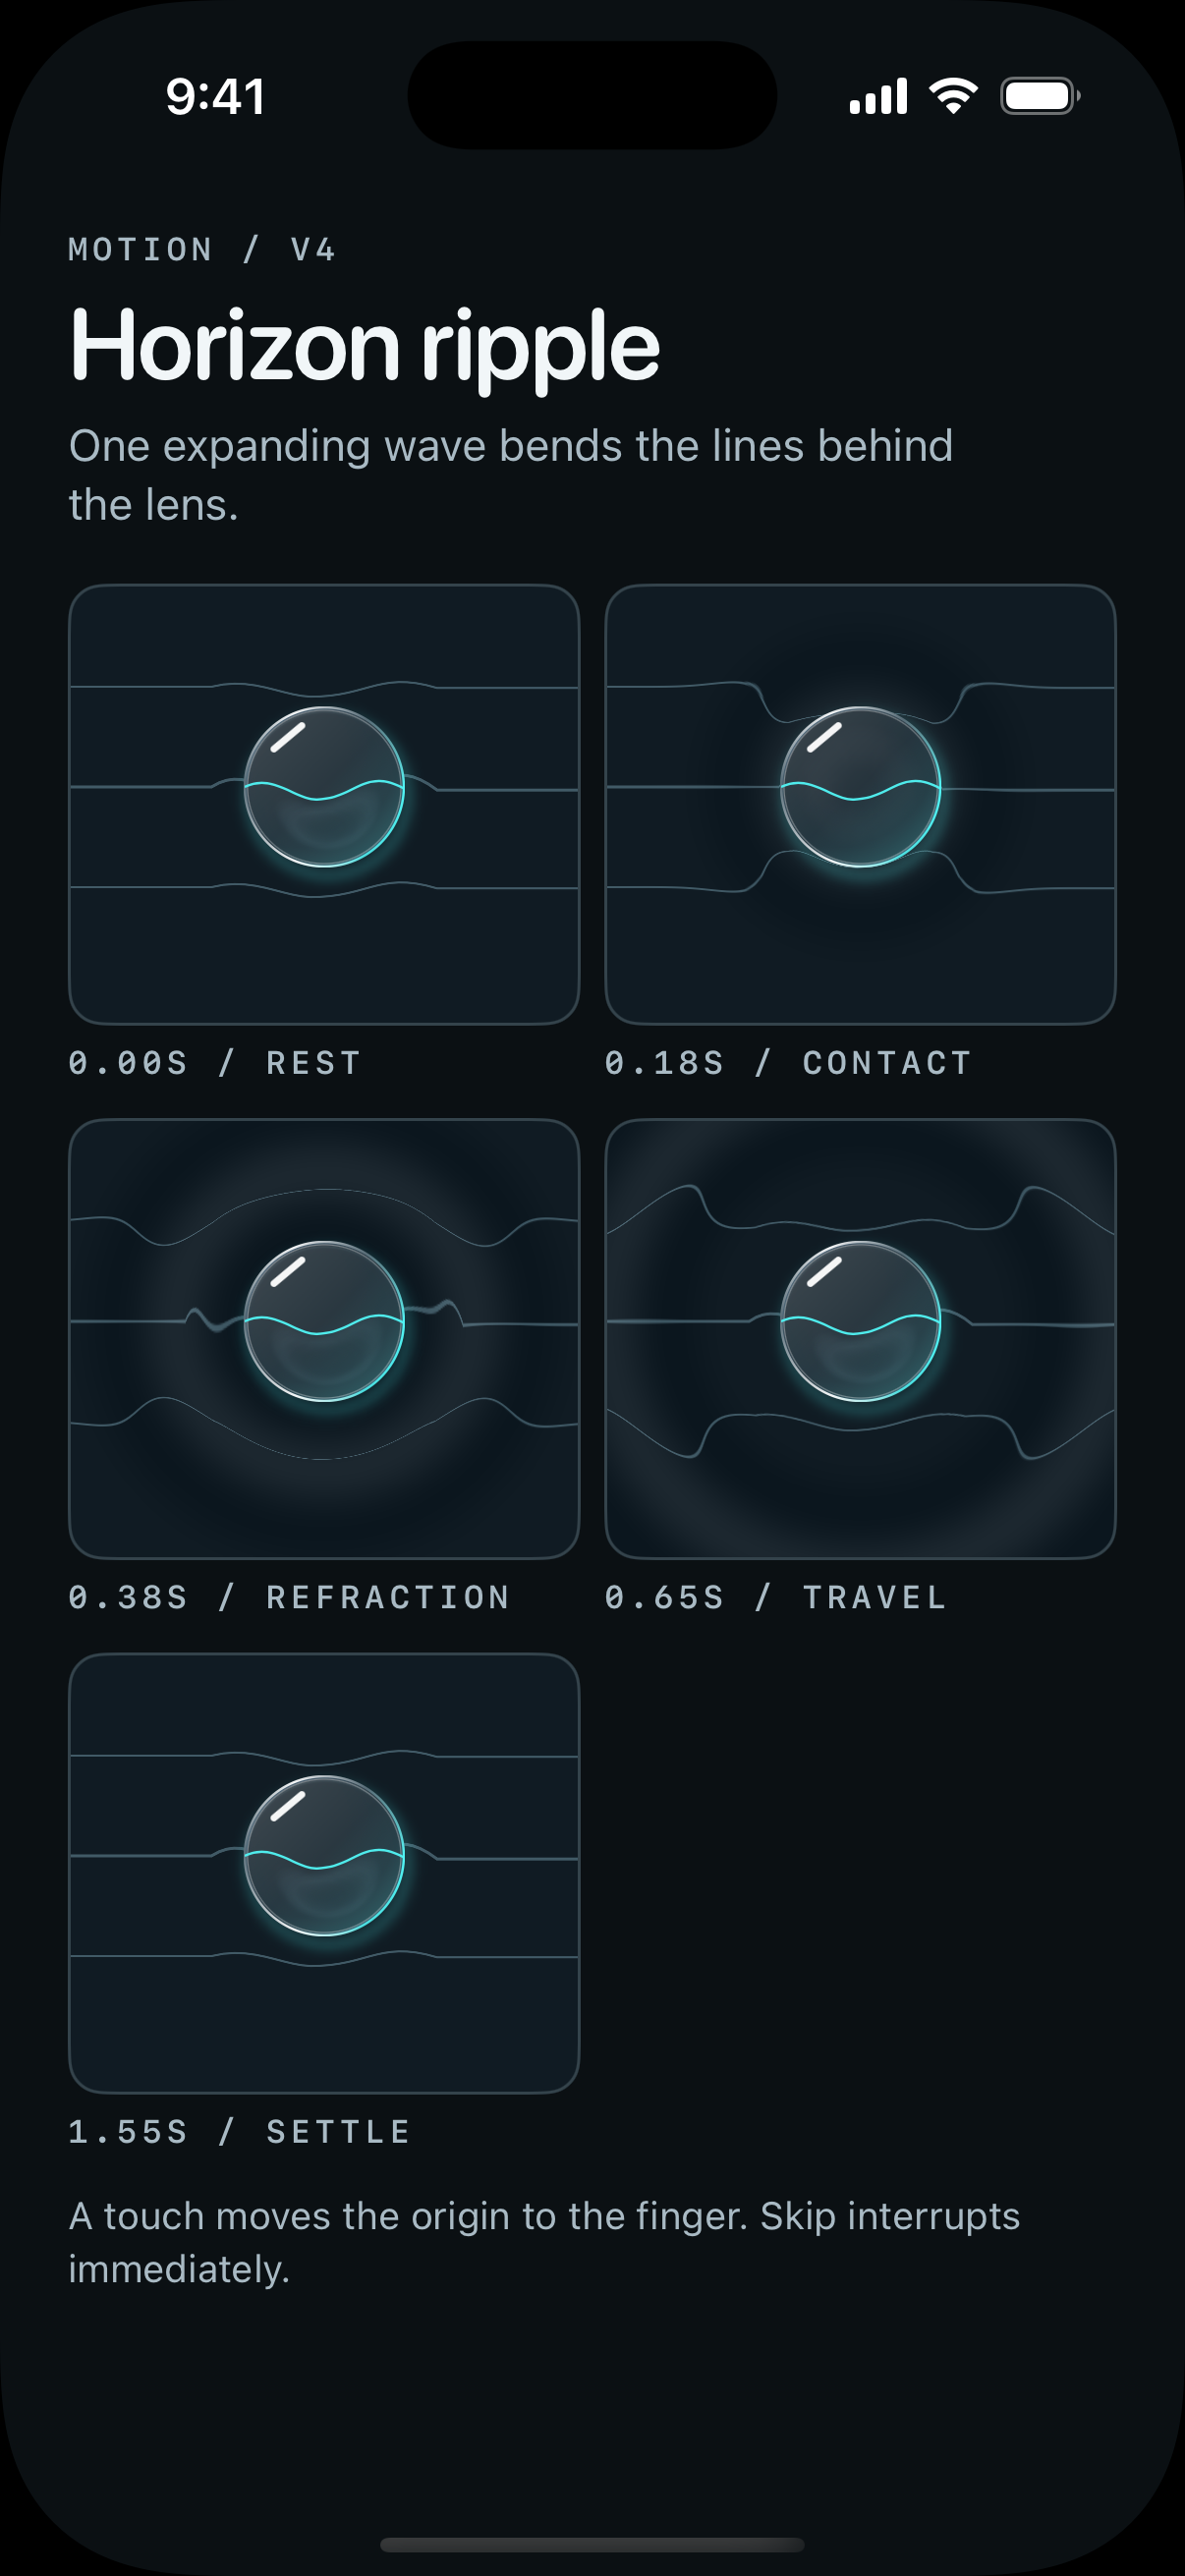 9:41
MOTION / V4
Horizon ripple
One expanding wave bends the lines behind
the lens.
0.00S / REST
0.18S / CONTACT
0.38S / REFRACTION
0.65S / TRAVEL
1.55S / SETTLE
A touch moves the origin to the finger. Skip interrupts
immediately.